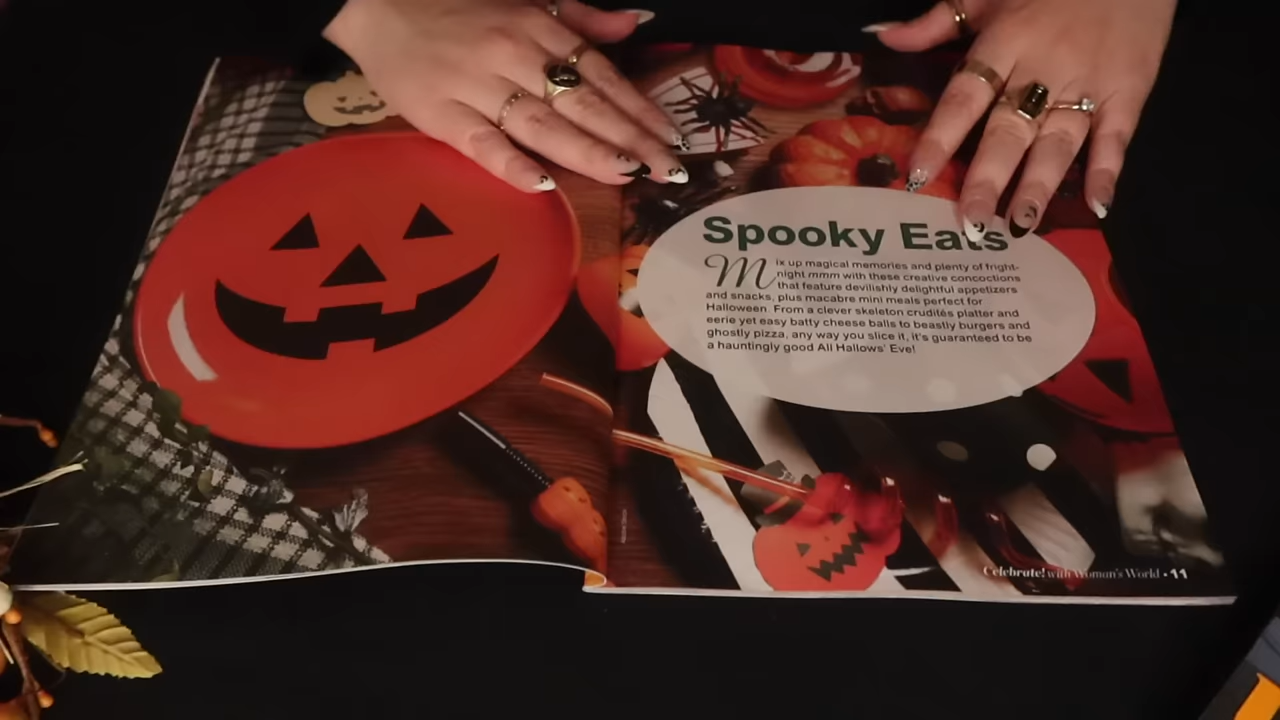 Spooky Eats
Mix up magical memories and plenty of fright-
night mmm with these creative concoctions
that feature devilishly delightful appetizers
and snacks, plus macabre mini meals perfect for
Halloween. From a clever skeleton crudités platter and
eerie yet easy batty cheese balls to beastly burgers and
ghostly pizza, any way you slice it, it's guaranteed to be
a hauntingly good All Hallows' Eve!
Celebrate! with Woman's World • 11